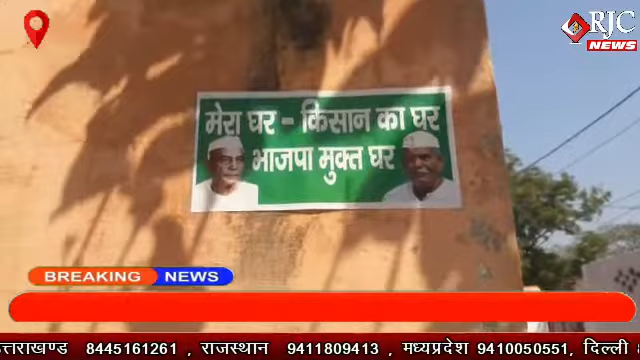 RJC
NEWS
मेरा घर - किसान का घर
भाजपा मुक्त घर
BREAKING NEWS
त्तराखण्ड 8445161261 , राजस्थान 9411809413 , मध्यप्रदेश 9410050551,